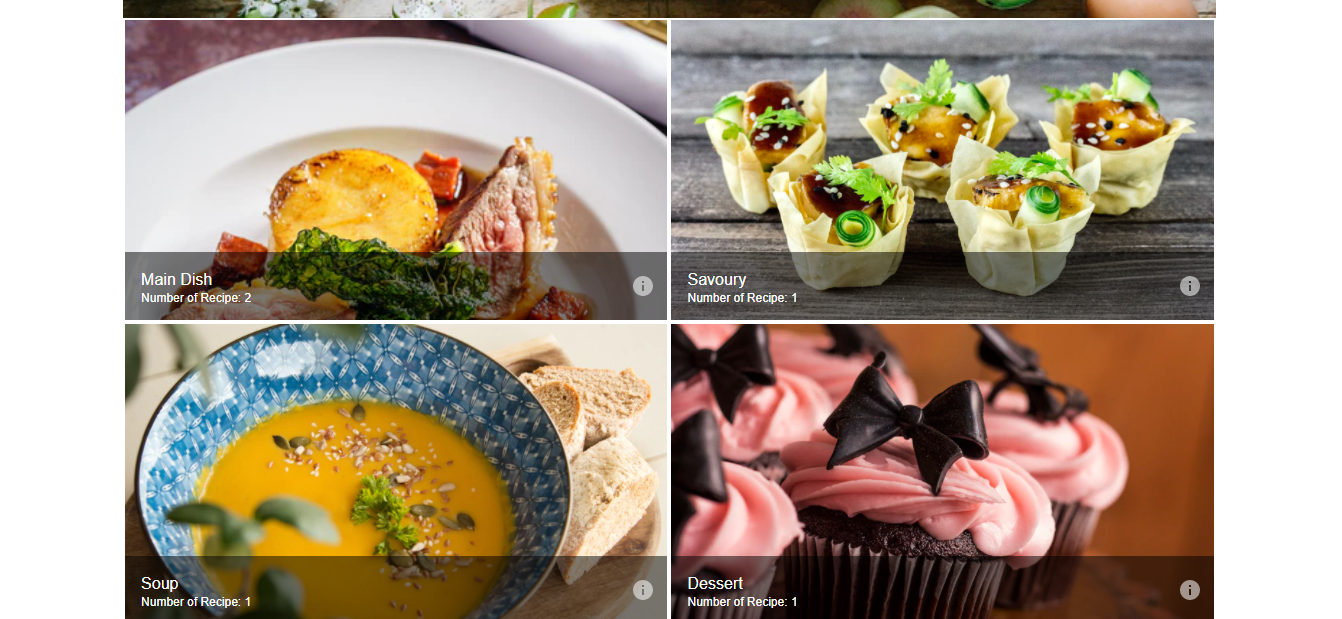 Main Dish
Number of Recipe: 2
Savoury
Number of Recipe: 1
Soup
Number of Recipe: 1
Dessert
Number of Recipe: 1